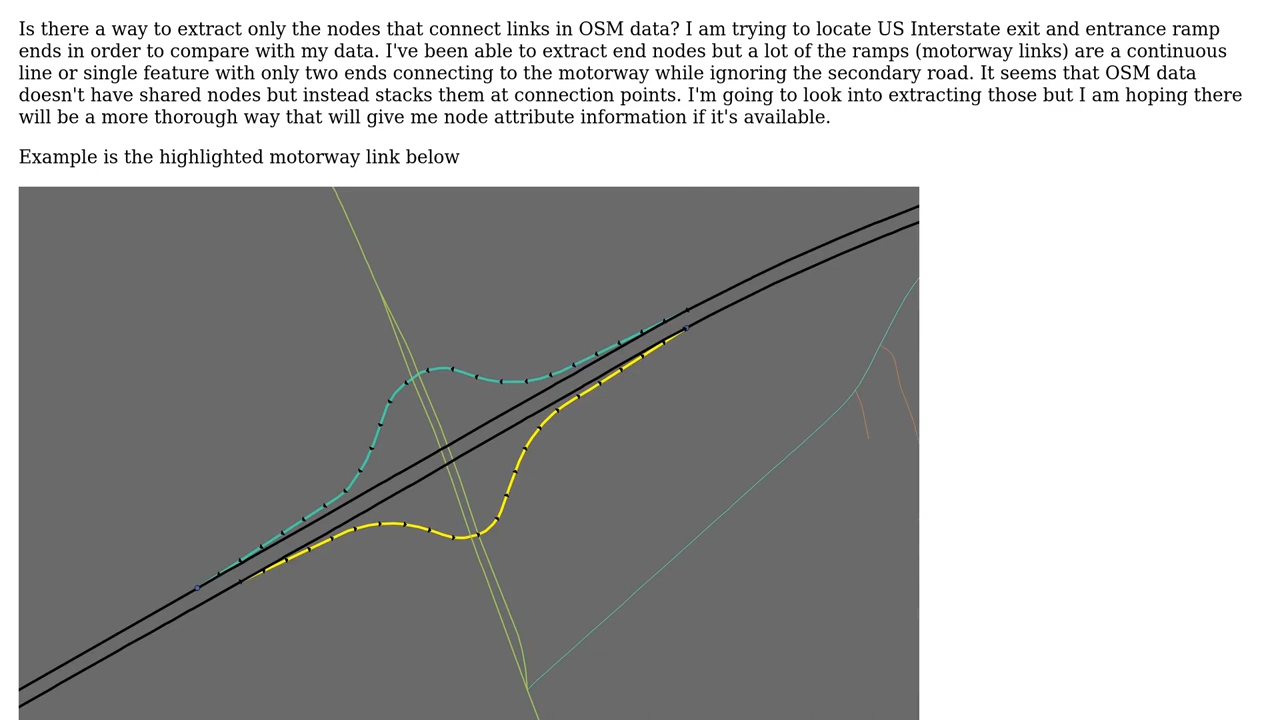 Is there a way to extract only the nodes that connect links in OSM data? I am trying to locate US Interstate exit and entrance ramp
ends in order to compare with my data. I've been able to extract end nodes but a lot of the ramps (motorway links) are a continuous
line or single feature with only two ends connecting to the motorway while ignoring the secondary road. It seems that OSM data
doesn't have shared nodes but instead stacks them at connection points. I'm going to look into extracting those but I am hoping there
will be a more thorough way that will give me node attribute information if it's available.
Example is the highlighted motorway link below